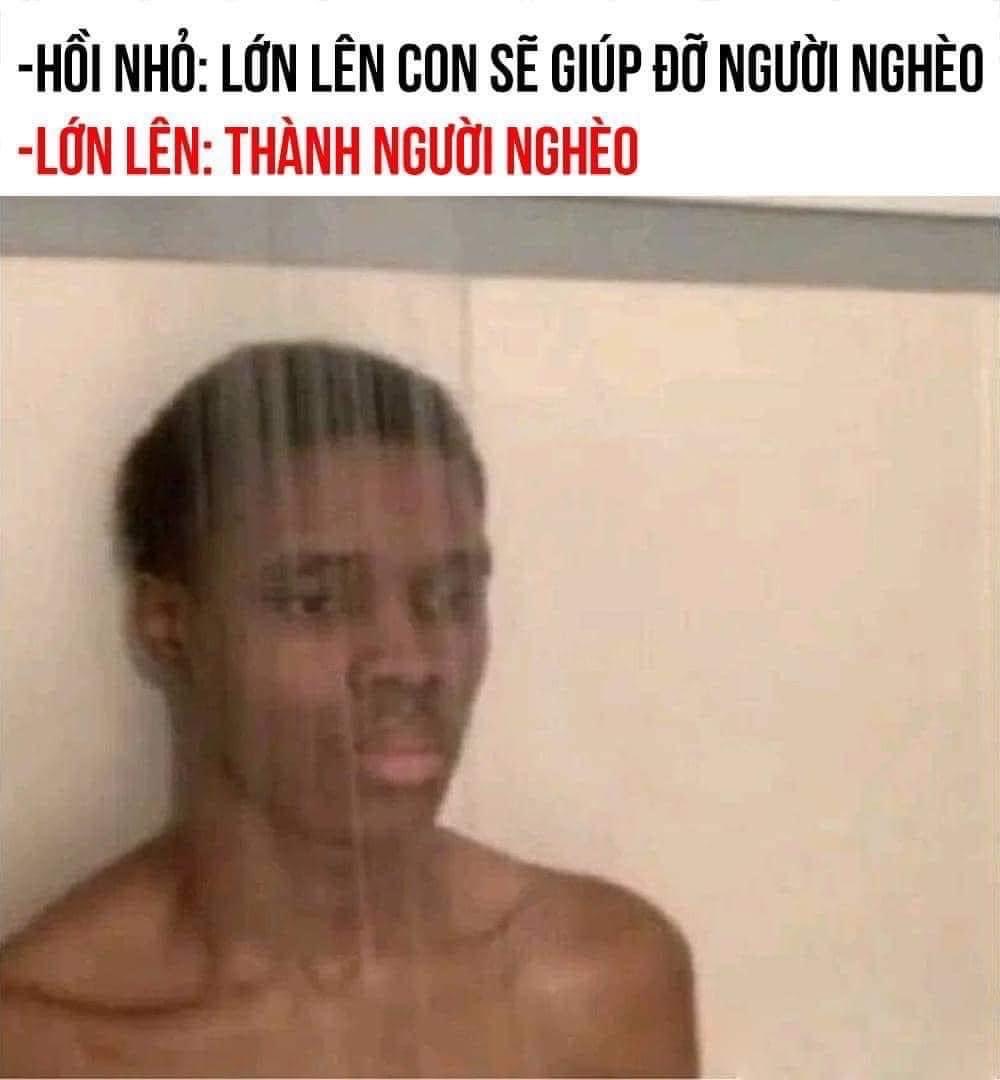 -HỒI NHỎ: LỚN LÊN CON SẼ GIÚP ĐỠ NGƯỜI NGHÈO
-LỚN LÊN: THÀNH NGƯỜI NGHÈO